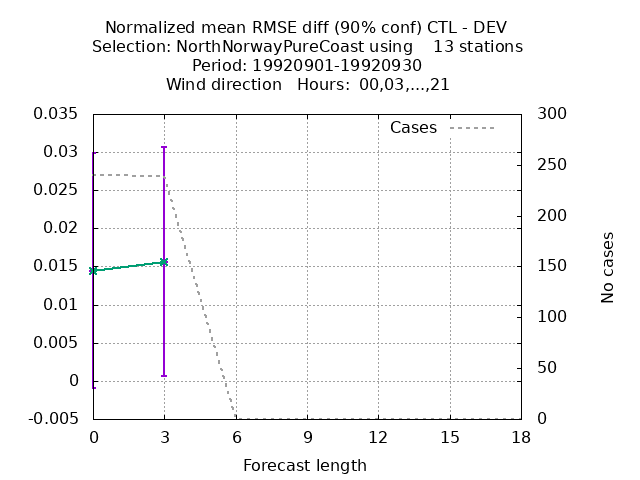 Normalized mean RMSE diff (90% conf) CTL - DEV
Selection: NorthNorwayPureCoast using    13 stations
Period: 19920901-19920930
Wind direction   Hours:  00,03,...,21
0.035
0.03
0.025
0.02
0.015
0.01
0.005
0
-0.005
Cases
300
250
200
150
100
50
0
No cases
0 3 6 9 12 15 18
Forecast length